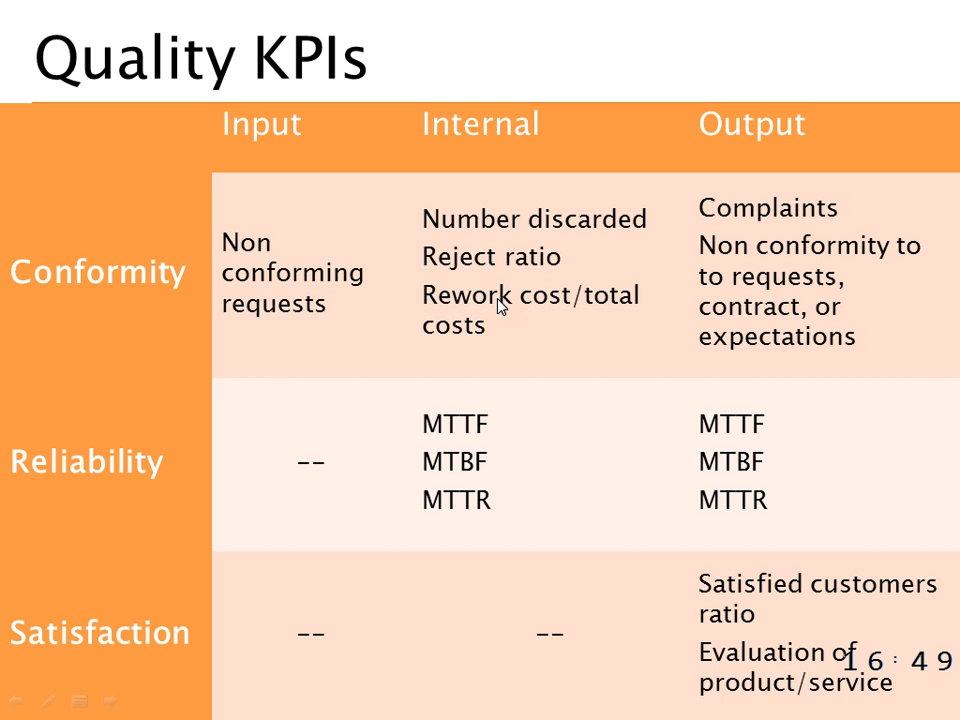 Quality KPIs
Input Internal Output
Conformity
Non
conforming
requests
Number discarded
Reject ratio
Rework cost/total
costs
Complaints
Non conformity to
to requests,
contract, or
expectations
Reliability
--
MTTF
MTBF
MTTR
MTTF
MTBF
MTTR
Satisfaction
--
--
Satisfied customers
ratio
Evaluation of
product/service
16:49